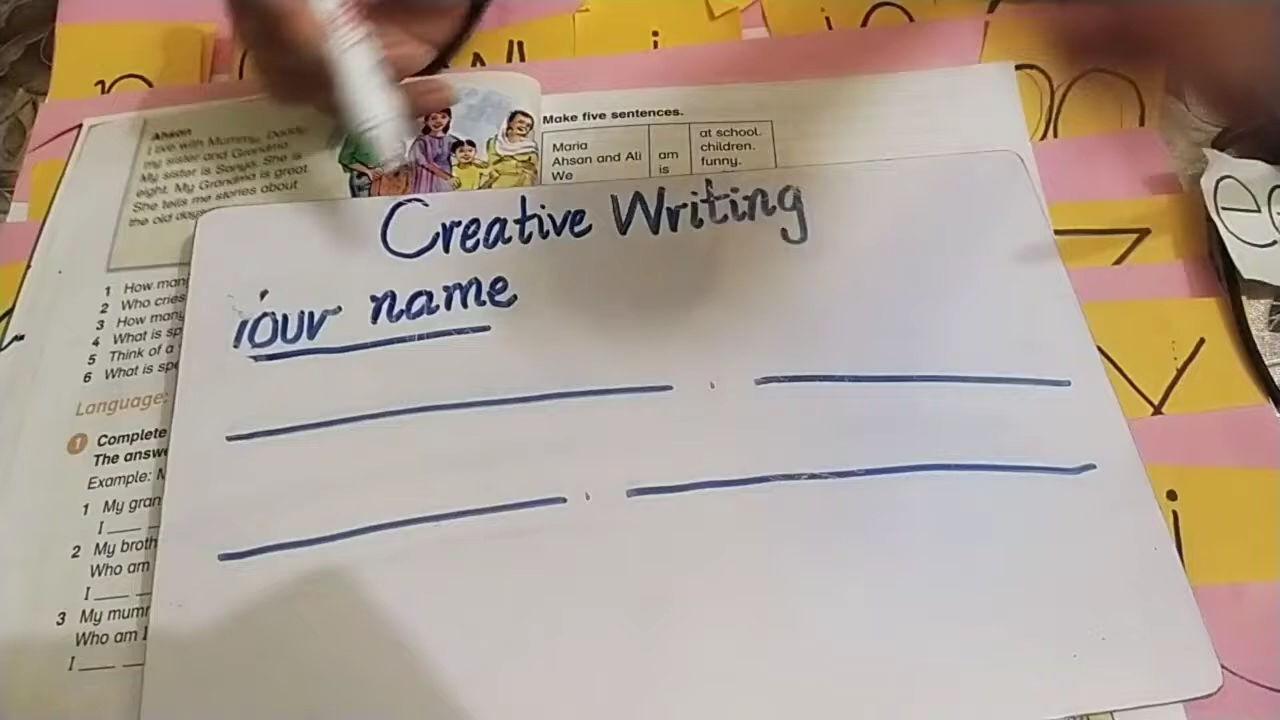 Ahsan
I live with Mummy, Daddy,
my sister and Grandma.
My sister is Sanya. She is
eight. My Grandma is great.
She tells me stories about
the old days
Make five sentences.
Maria
Ahsan and Ali
We
am
is
at school.
children.
funny.
Creative Writing
Your name
1 How many
2 Who cries
3 How many
4 What is sp
5 Think of a
6 What is spe
Language:
1 Complete
The answe
Example: M
1 My gran
I
2 My broth
Who am
I
3 My mumm
Who am I
I